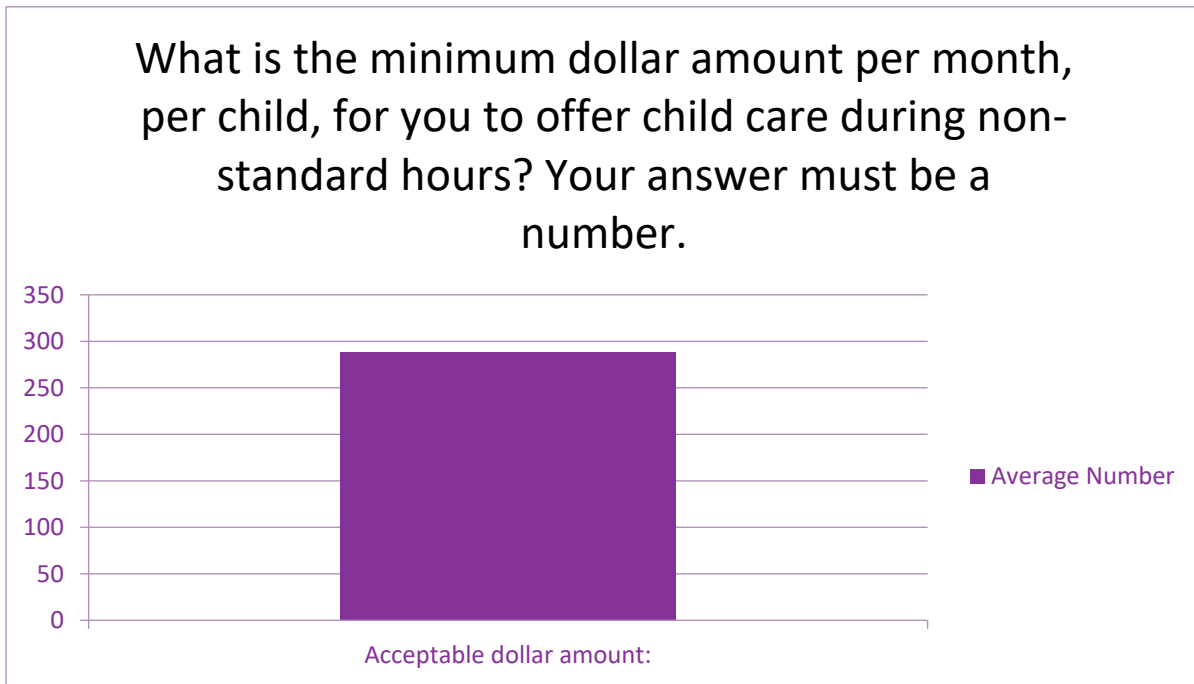 What is the minimum dollar amount per month,
per child, for you to offer child care during non-
standard hours? Your answer must be a
number.
350
300
250
200
150
100
50
0
Average Number
Acceptable dollar amount: